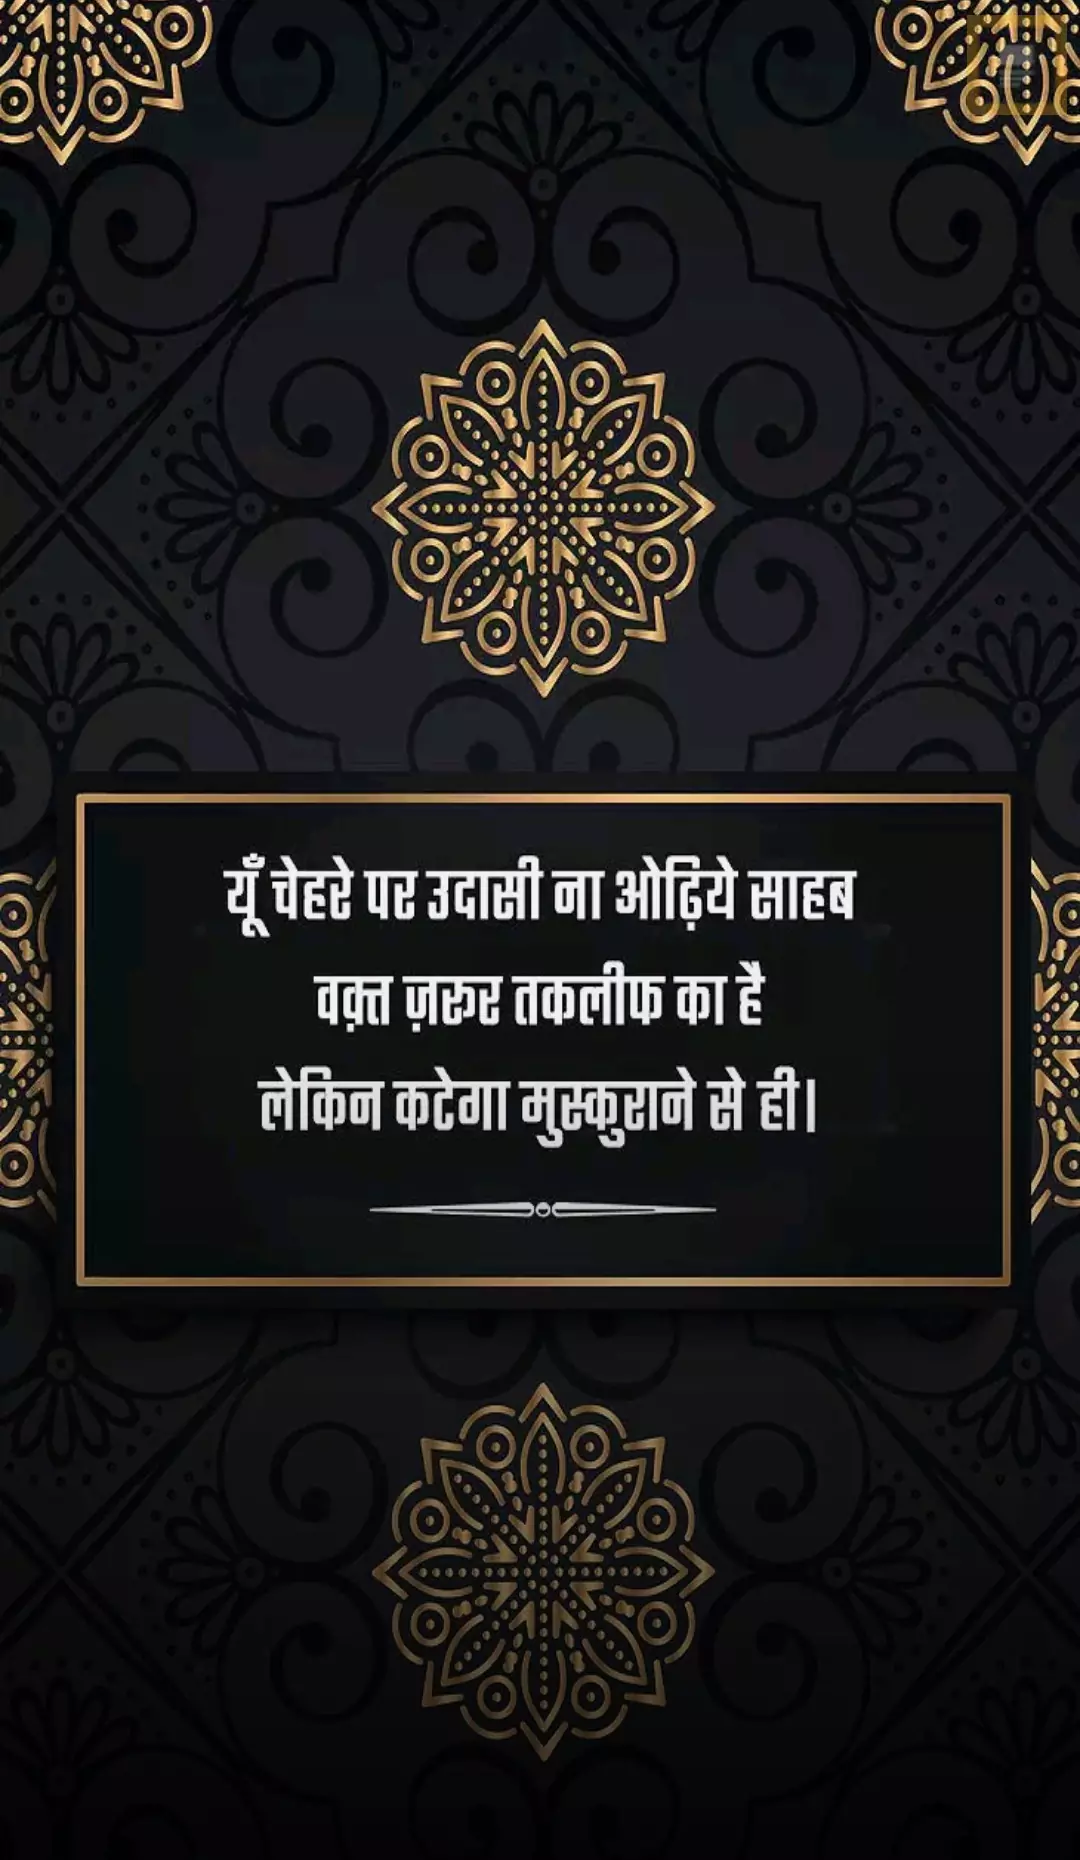 यूँ चेहरे पर उदासी ना ओढ़िये साहब
वक़्त ज़रूर तकलीफ का है
लेकिन कटेगा मुस्कुराने से ही।